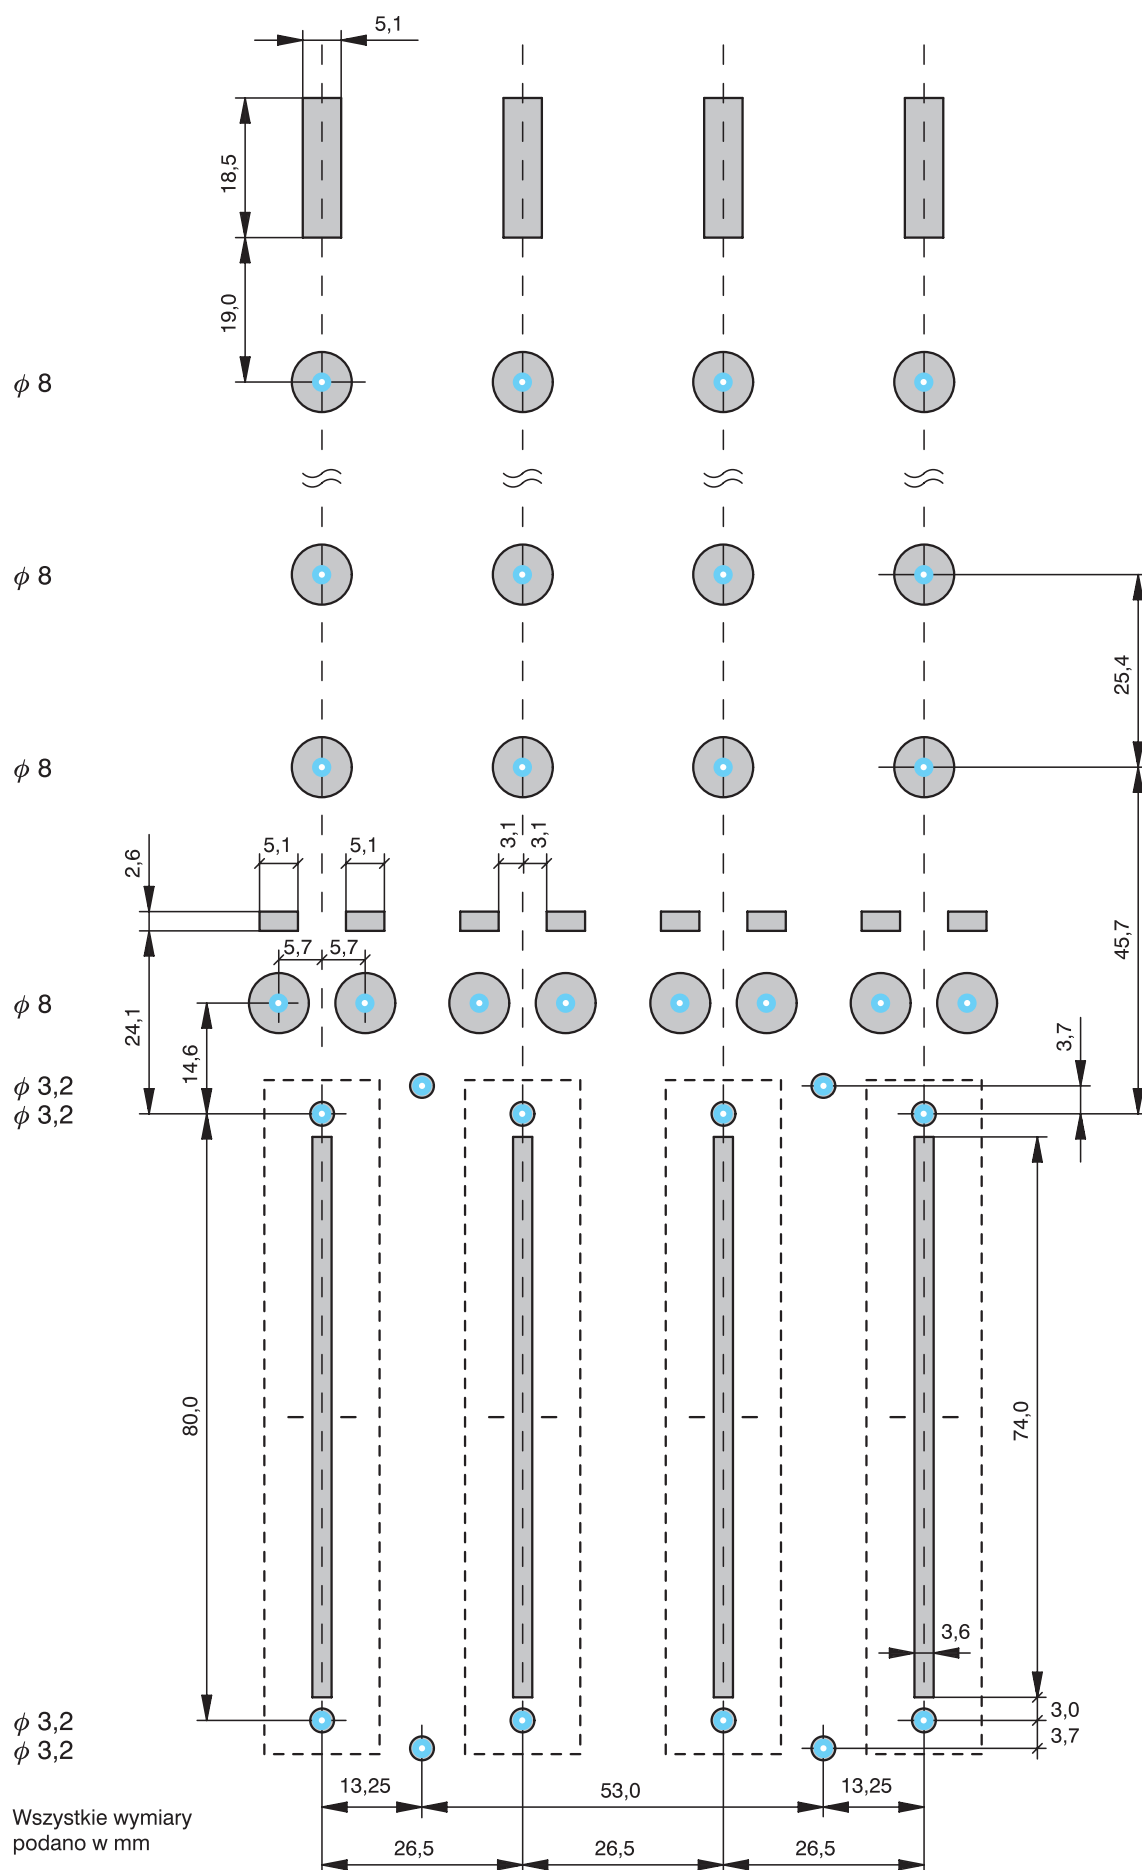 5,1
18,5
19,0
ϕ 8
ϕ 8
25,4
ϕ 8
2,6
5,1
5,1
3,1
3,1
45,7
5,7
5,7
ϕ 8
24,1
14,6
3,7
ϕ 3,2
ϕ 3,2
80,0
74,0
3,6
3,0
ϕ 3,2
3,7
ϕ 3,2
13,25
53,0
13,25
Wszystkie wymiary
podano w mm
26,5
26,5
26,5